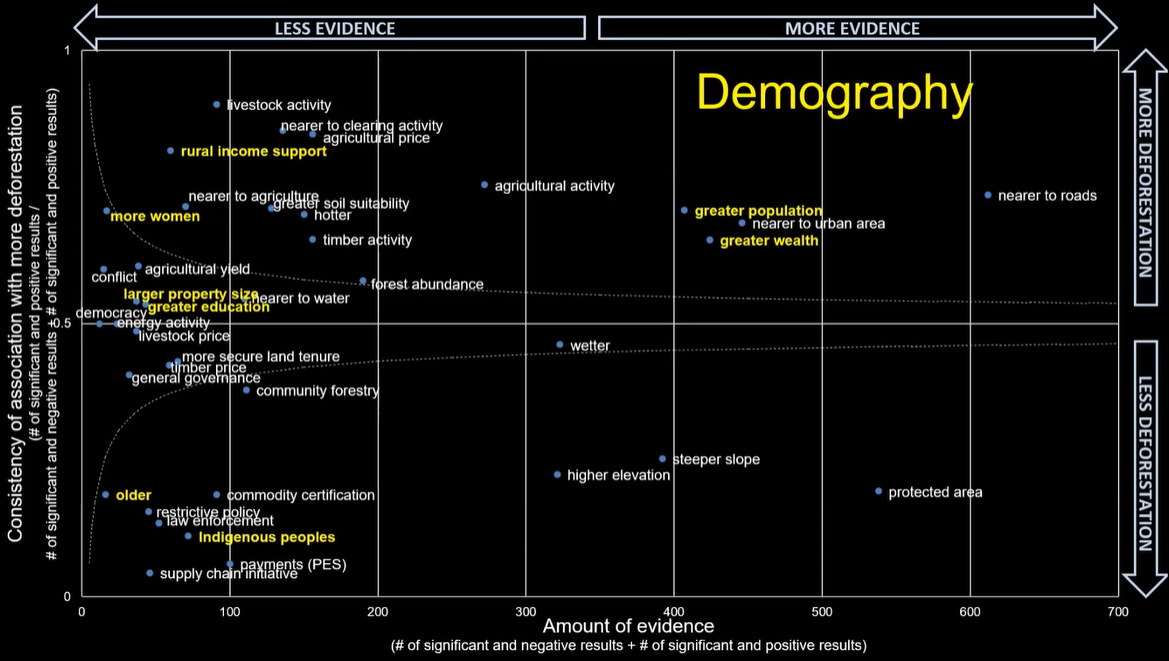 LESS EVIDENCE
MORE EVIDENCE
Demography
MORE DEFORESTATION
LESS DEFORESTATION
Consistency of association with more deforestation
(# of significant and positive results /
# of significant and negative results + # of significant and positive results)
1
0.5
0
livestock activity
nearer to clearing activity
agricultural price
rural income support
agricultural activity
nearer to roads
nearer to agriculture
greater soil suitability
more women
hotter
greater population
nearer to urban area
timber activity
greater wealth
agricultural yield
conflict
forest abundance
larger property size
nearer to water
greater education
democracy
energy activity
livestock price
wetter
more secure land tenure
timber price
general governance
community forestry
steeper slope
higher elevation
protected area
older
commodity certification
restrictive policy
law enforcement
Indigenous peoples
payments (PES)
supply chain initiative
0
100
200
300
400
500
600
700
Amount of evidence
(# of significant and negative results + # of significant and positive results)